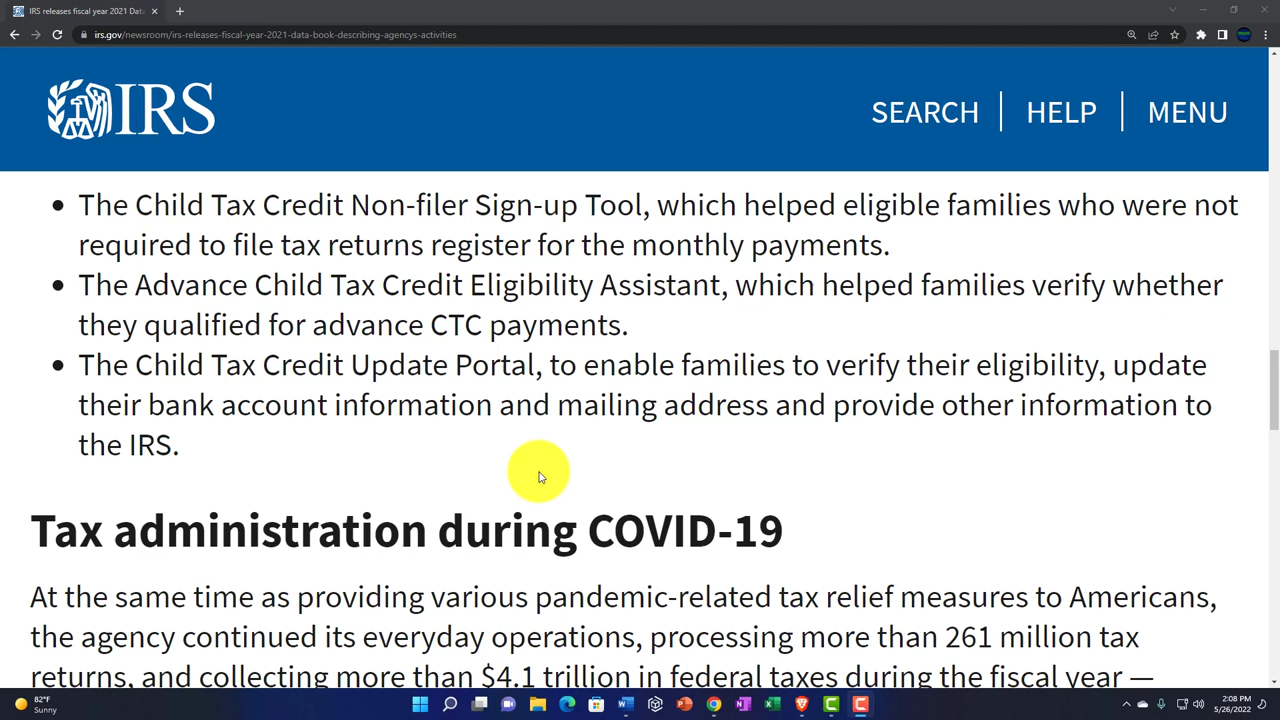 IRS releases fiscal year 2021 Data
irs.gov/newsroom/irs-releases-fiscal-year-2021-data-book-describing-agencys-activities
IRS
SEARCH
HELP
MENU
• The Child Tax Credit Non-filer Sign-up Tool, which helped eligible families who were not
required to file tax returns register for the monthly payments.
• The Advance Child Tax Credit Eligibility Assistant, which helped families verify whether
they qualified for advance CTC payments.
• The Child Tax Credit Update Portal, to enable families to verify their eligibility, update
their bank account information and mailing address and provide other information to
the IRS.
Tax administration during COVID-19
At the same time as providing various pandemic-related tax relief measures to Americans,
the agency continued its everyday operations, processing more than 261 million tax
returns, and collecting more than $4.1 trillion in federal taxes during the fiscal year —
82°F
Sunny
2:08 PM
5/26/2022